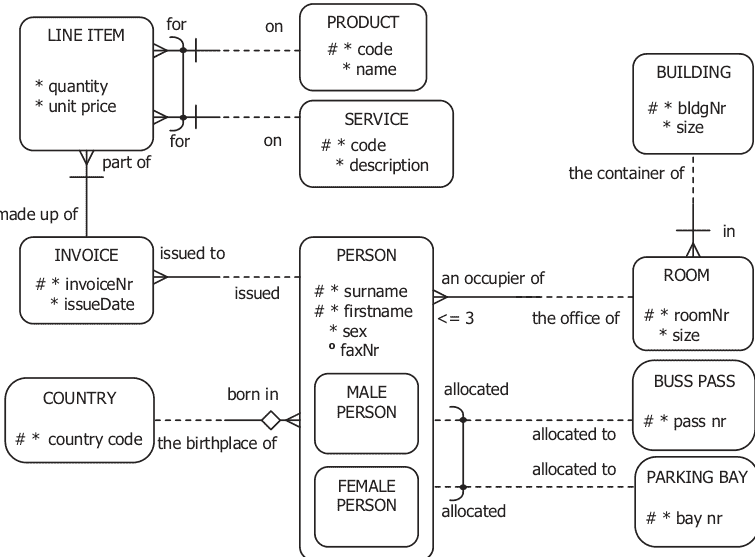 LINE ITEM
* quantity
* unit price
for
on
PRODUCT
# * code
* name
for
on
SERVICE
# * code
* description
BUILDING
# * bldgNr
* size
part of
made up of
the container of
in
INVOICE
# * invoiceNr
* issueDate
issued to
issued
PERSON
# * surname
# * firstname
* sex
º faxNr
an occupier of
<= 3
the office of
ROOM
# * roomNr
* size
COUNTRY
# * country code
born in
the birthplace of
MALE
PERSON
FEMALE
PERSON
allocated
allocated to
BUSS PASS
# * pass nr
allocated to
allocated
PARKING BAY
# * bay nr